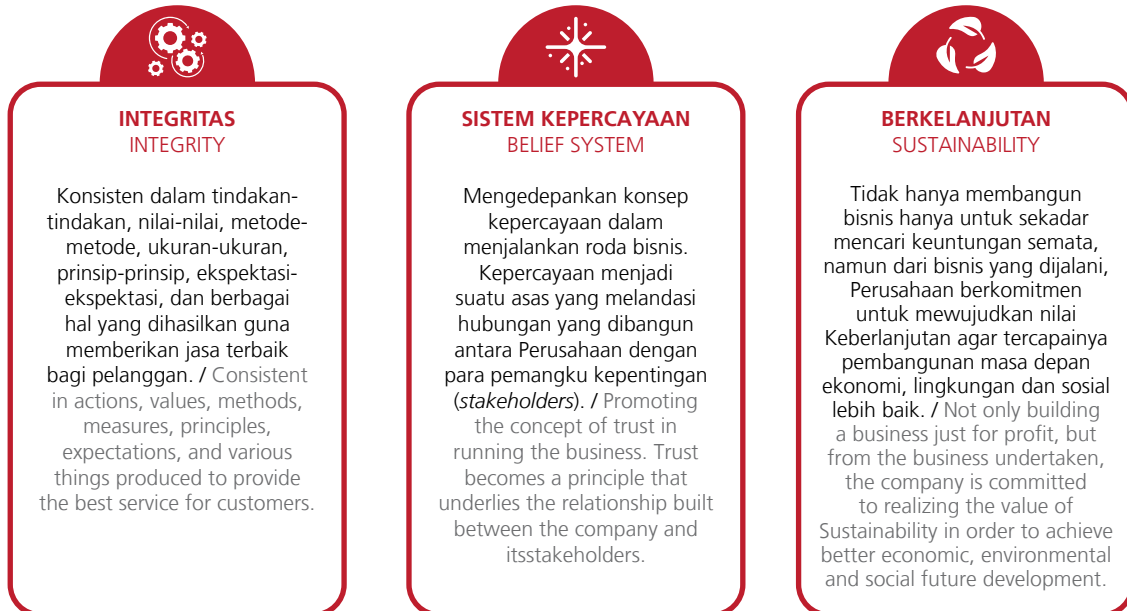 INTEGRITAS
INTEGRITY
Konsisten dalam tindakan-
tindakan, nilai-nilai, metode-
metode, ukuran-ukuran,
prinsip-prinsip, ekspektasi-
ekspektasi, dan berbagai
hal yang dihasilkan guna
memberikan jasa terbaik
bagi pelanggan. / Consistent
in actions, values, methods,
measures, principles,
expectations, and various
things produced to provide
the best service for customers.
SISTEM KEPERCAYAAN
BELIEF SYSTEM
Mengedepankan konsep
kepercayaan dalam
menjalankan roda bisnis.
Kepercayaan menjadi
suatu asas yang melandasi
hubungan yang dibangun
antara Perusahaan dengan
para pemangku kepentingan
(stakeholders). / Promoting
the concept of trust in
running the business. Trust
becomes a principle that
underlies the relationship built
between the company and
itsstakeholders.
BERKELANJUTAN
SUSTAINABILITY
Tidak hanya membangun
bisnis hanya untuk sekadar
mencari keuntungan semata,
namun dari bisnis yang dijalani,
Perusahaan berkomitmen
untuk mewujudkan nilai
Keberlanjutan agar tercapainya
pembangunan masa depan
ekonomi, lingkungan dan sosial
lebih baik. / Not only building
a business just for profit, but
from the business undertaken,
the company is committed
to realizing the value of
Sustainability in order to achieve
better economic, environmental
and social future development.